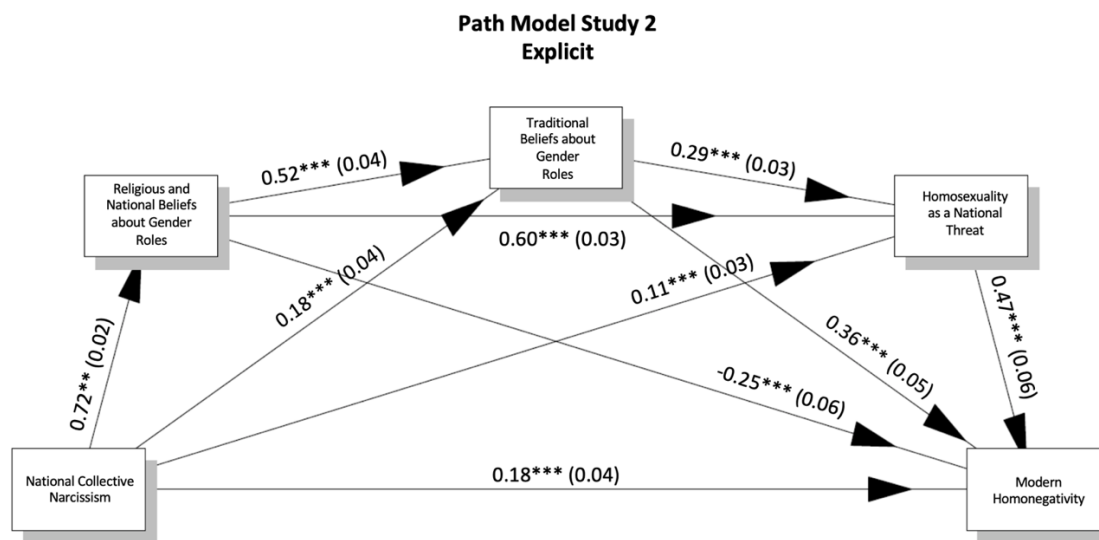 Path Model Study 2
Explicit
Traditional
Beliefs about
Gender
Roles
0.52*** (0.04)
0.29*** (0.03)
Religious and
National Beliefs
about Gender
Roles
Homosexuality
as a National
Threat
0.60*** (0.03)
0.18*** (0.04)
0.11*** (0.03)
0.72** (0.02)
0.47*** (0.06)
0.36*** (0.05)
-0.25*** (0.06)
National Collective
Narcissism
0.18*** (0.04)
Modern
Homonegativity